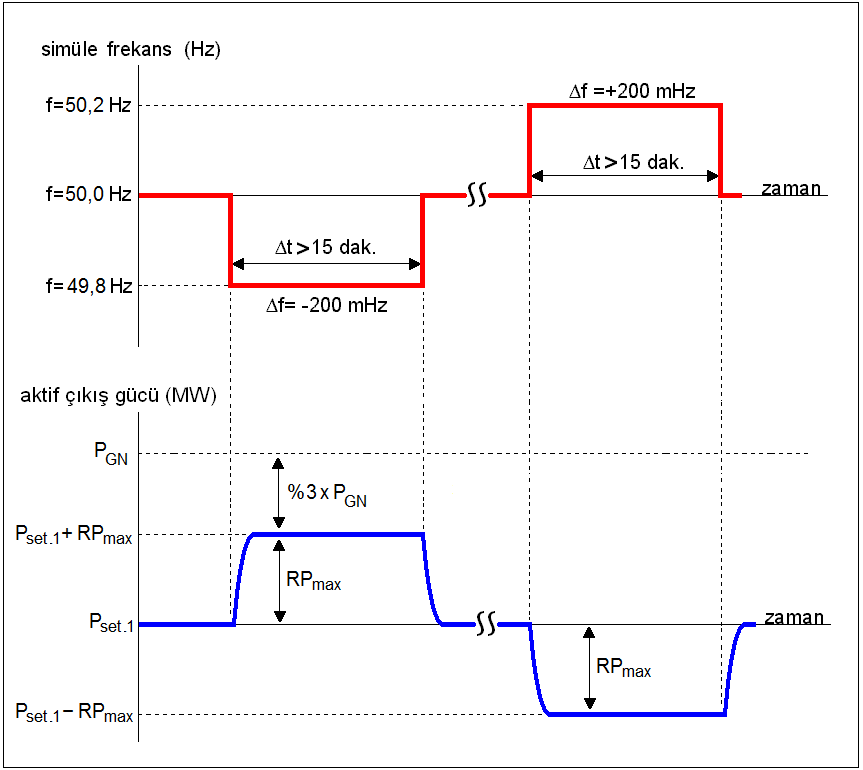 simüle frekans (Hz)
f=50,2 Hz
Δf =+200 mHz
Δt>15 dak.
f=50,0 Hz
zaman
Δt>15 dak.
f=49,8 Hz
Δf= -200 mHz
aktif çıkış gücü (MW)
PGN
%3 x PGN
Pset.1+ RPmax
RPmax
Pset.1
zaman
RPmax
Pset.1− RPmax